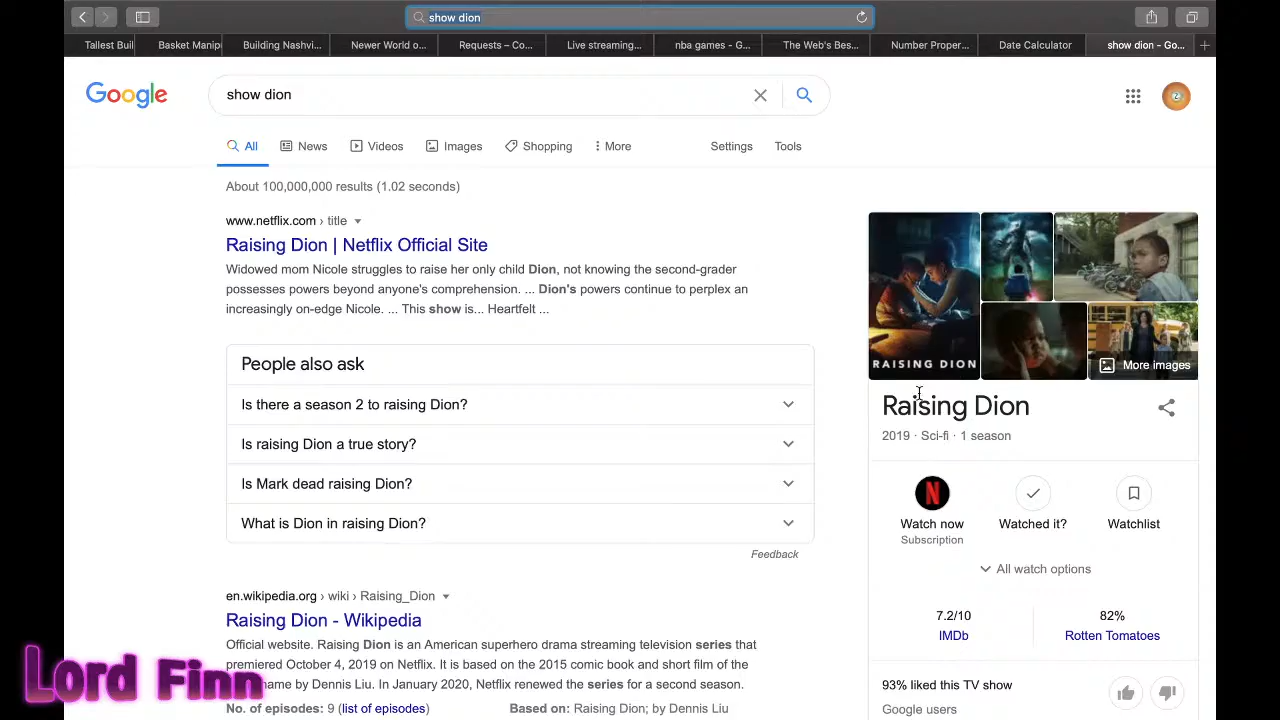 show dion
Tallest Buil
Basket Manip
Building Nashvi...
Newer World o...
Requests – Co...
Live streaming...
nba games - G...
The Web's Bes...
Number Proper...
Date Calculator
show dion - Go...
Google
show dion
All
News
Videos
Images
Shopping
More
Settings
Tools
About 100,000,000 results (1.02 seconds)
www.netflix.com › title
Raising Dion | Netflix Official Site
Widowed mom Nicole struggles to raise her only child Dion, not knowing the second-grader
possesses powers beyond anyone's comprehension. ... Dion's powers continue to perplex an
increasingly on-edge Nicole. ... This show is... Heartfelt ...
People also ask
Is there a season 2 to raising Dion?
Is raising Dion a true story?
Is Mark dead raising Dion?
What is Dion in raising Dion?
Feedback
en.wikipedia.org › wiki › Raising_Dion
Raising Dion - Wikipedia
Official website. Raising Dion is an American superhero drama streaming television series that
premiered October 4, 2019 on Netflix. It is based on the 2015 comic book and short film of the
name by Dennis Liu. In January 2020, Netflix renewed the series for a second season.
No. of episodes: 9 (list of episodes)
Based on: Raising Dion; by Dennis Liu
RAISING DION
More images
Raising Dion
2019 · Sci-fi · 1 season
Watch now
Subscription
Watched it?
Watchlist
All watch options
7.2/10
IMDb
82%
Rotten Tomatoes
93% liked this TV show
Google users
Lord Finn